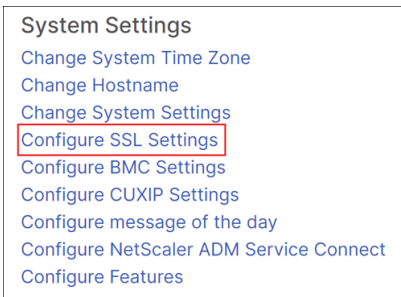 System Settings
Change System Time Zone
Change Hostname
Change System Settings
Configure SSL Settings
Configure BMC Settings
Configure CUXIP Settings
Configure message of the day
Configure NetScaler ADM Service Connect
Configure Features